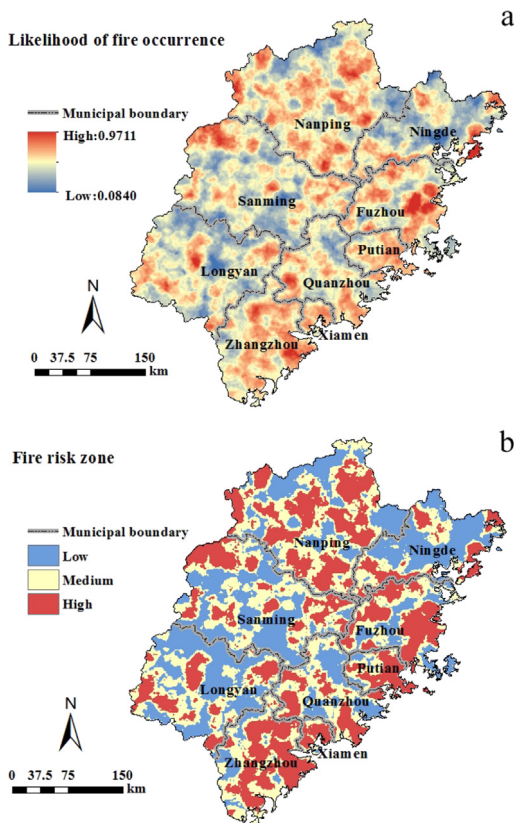 a
Likelihood of fire occurrence
Municipal boundary
High:0.9711
Low:0.0840
Nanping
Ningde
Sanming
Fuzhou
Putian
Longyan
Quanzhou
Xiamen
Zhangzhou
N
0 37.5 75 150
km
b
Fire risk zone
Municipal boundary
Low
Medium
High
Nanping
Ningde
Sanming
Fuzhou
Putian
Longyan
Quanzhou
Xiamen
Zhangzhou
N
0 37.5 75 150
km